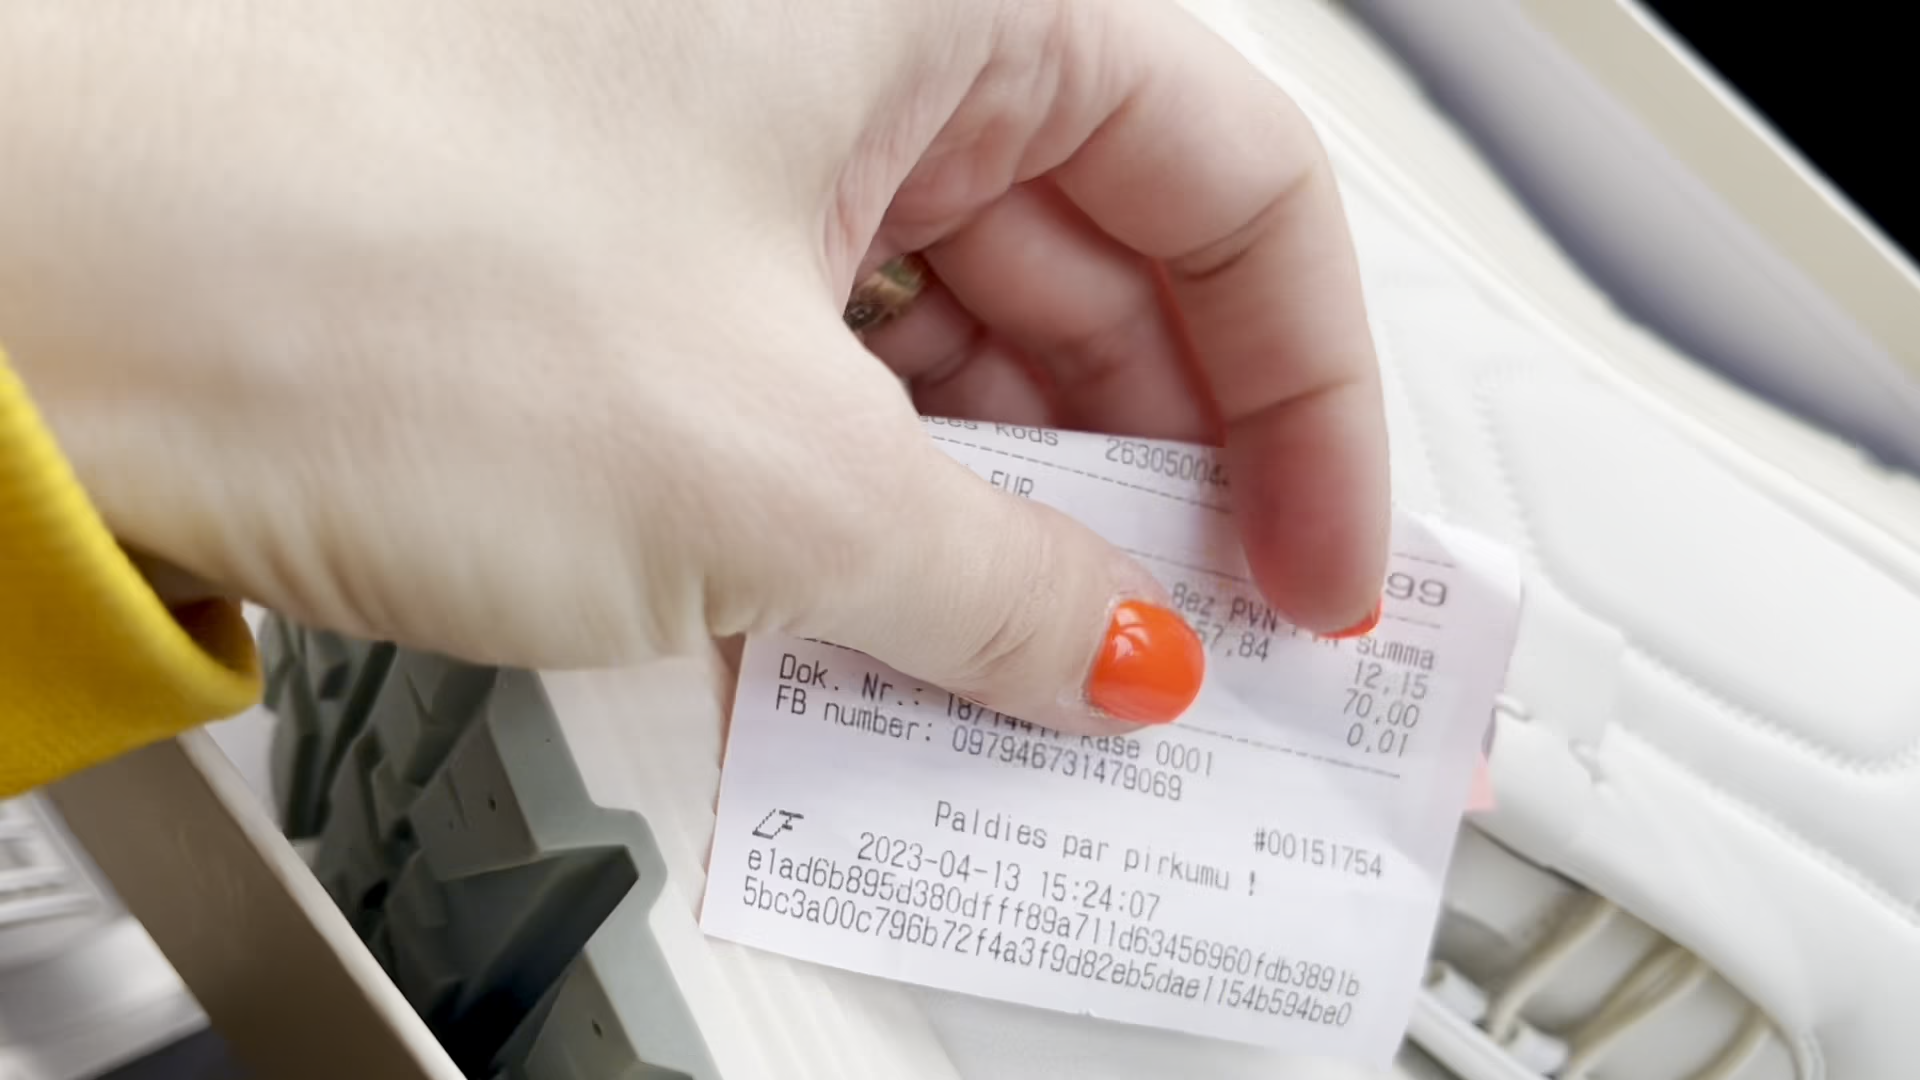 kods 26305004
EUR
99
Bez PVN summa
57,84 12,15
70,00
0,01
Dok. Nr.: Kase 0001
FB number: 097946731479069
Paldies par pirkumu !
#00151754
2023-04-13 15:24:07
e1ad6b895d380dfff89a711d63456960fdb3891b
5bc3a00c796b72f4a3f9d82eb5dae1154b594be0